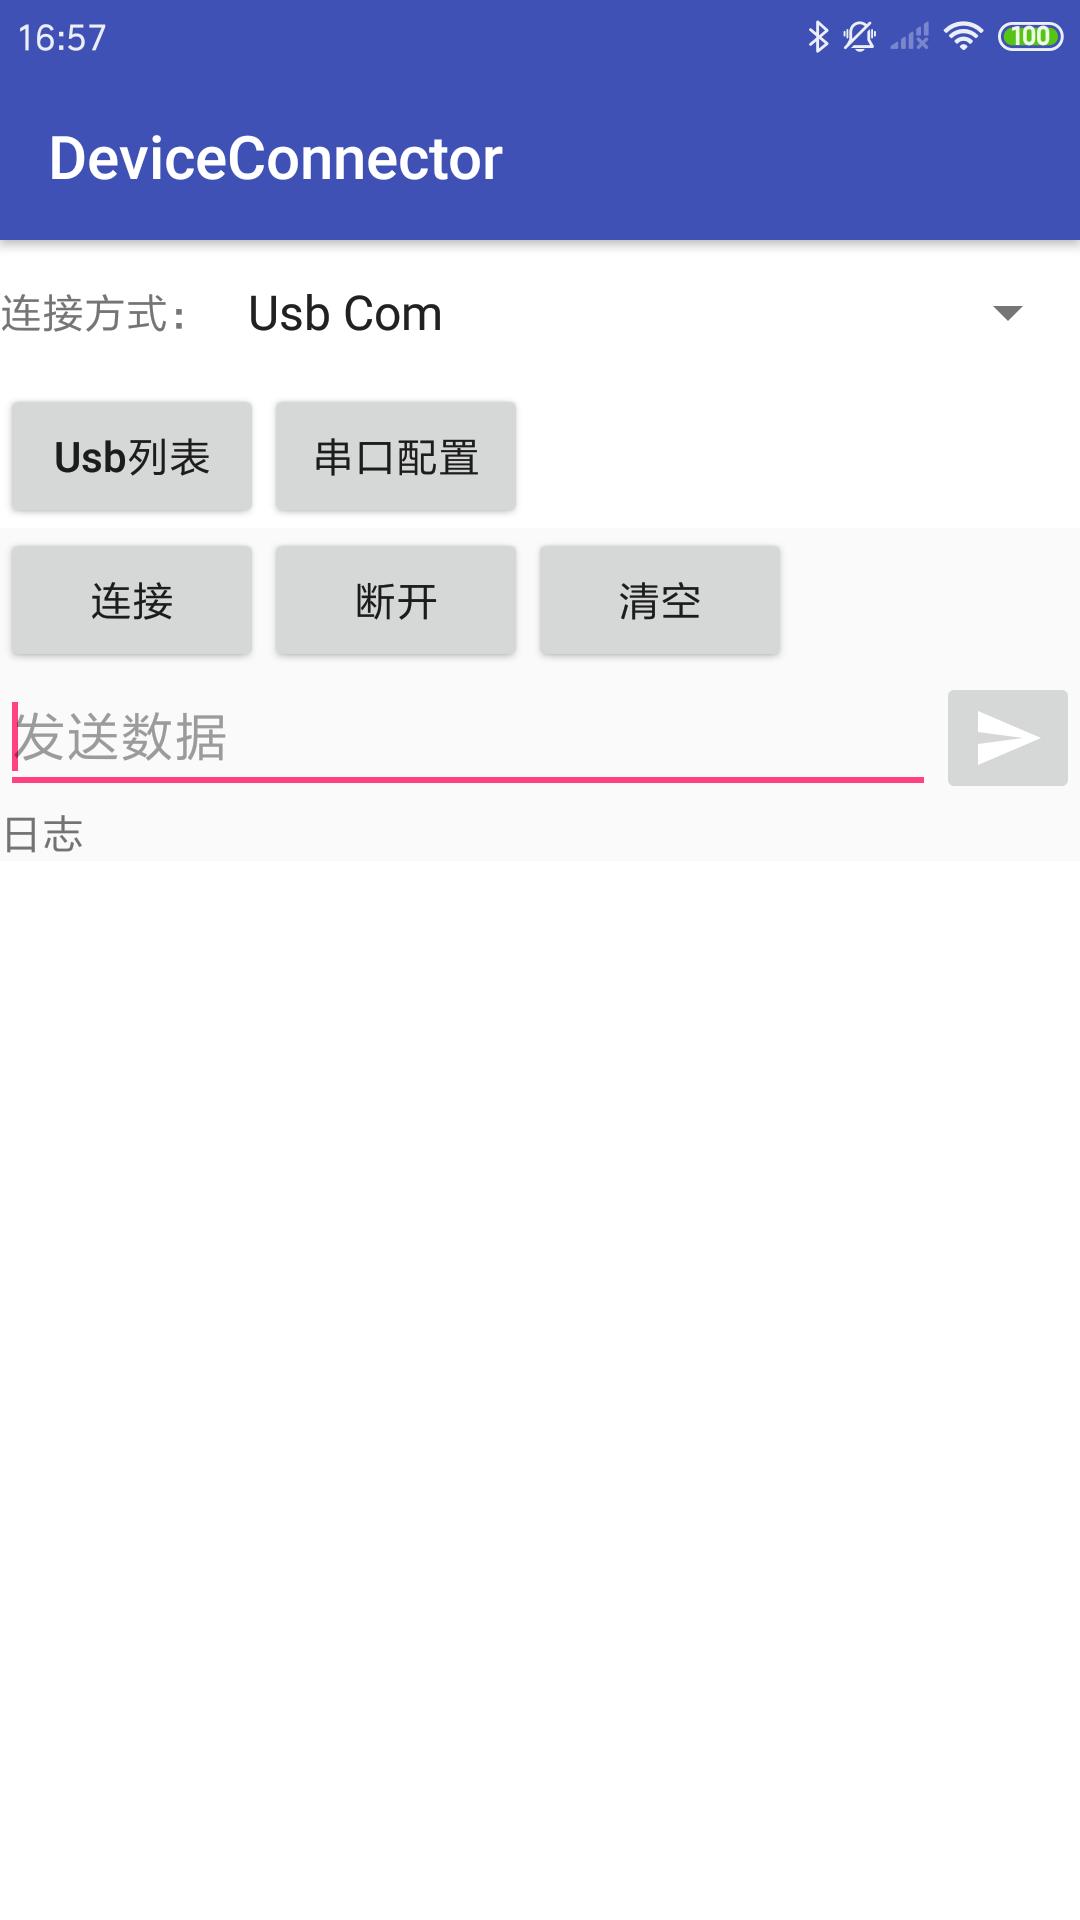 16:57 100
DeviceConnector
连接方式: Usb Com
Usb列表 串口配置
连接 断开 清空
发送数据
日志